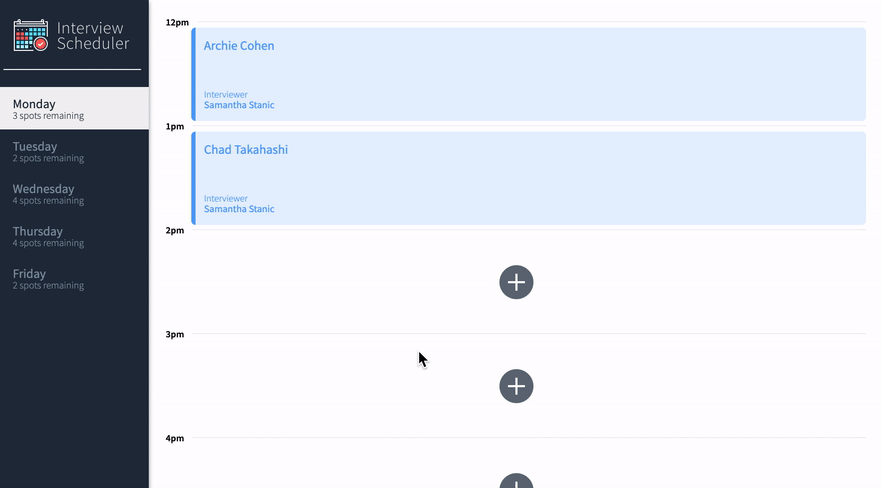 Interview
Scheduler
Monday
3 spots remaining
Tuesday
2 spots remaining
Wednesday
4 spots remaining
Thursday
4 spots remaining
Friday
2 spots remaining
12pm
Archie Cohen
Interviewer
Samantha Stanic
1pm
Chad Takahashi
Interviewer
Samantha Stanic
2pm
3pm
4pm